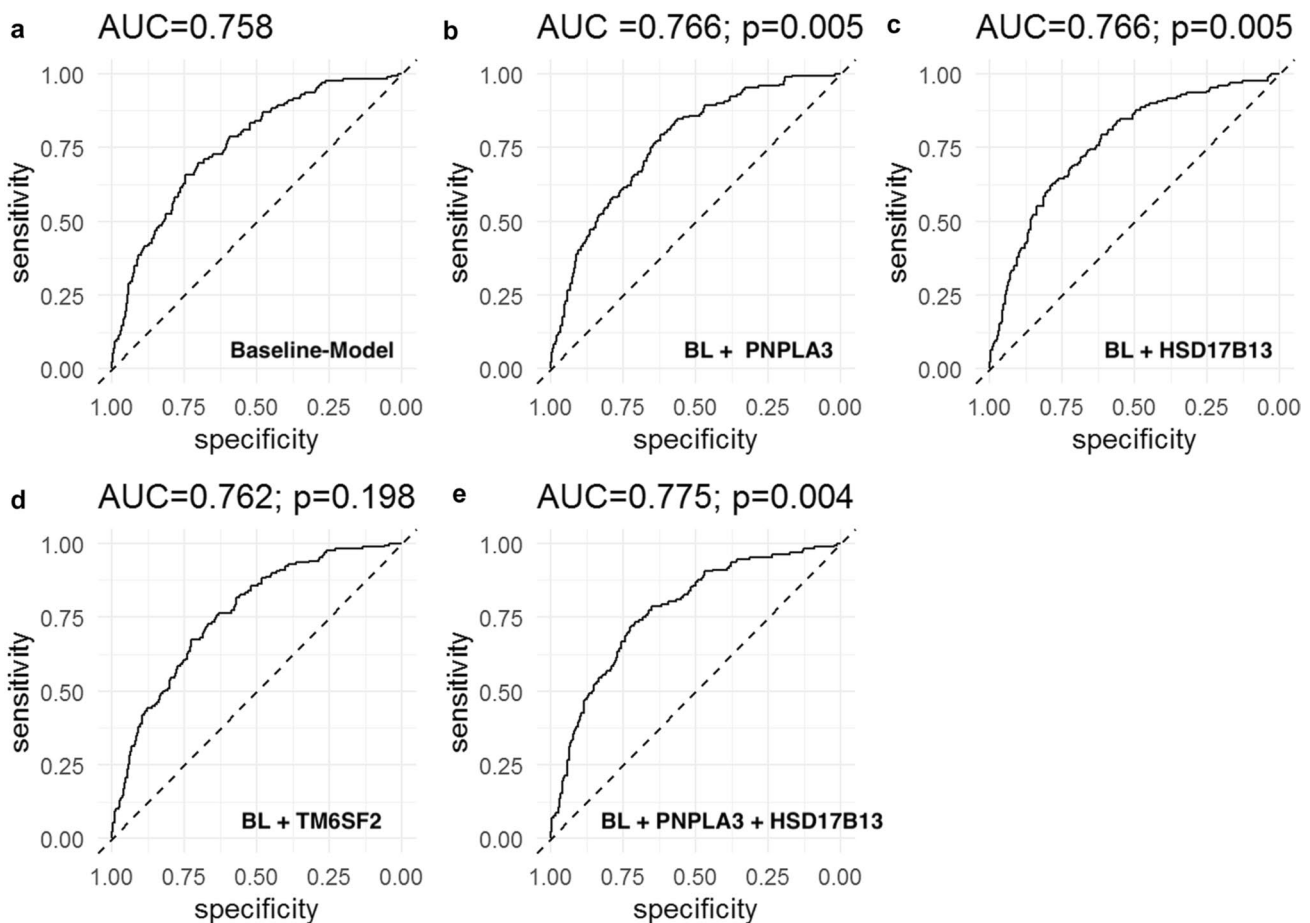 a
AUC=0.758
1.00
0.75
0.50
0.25
0.00
sensitivity
Baseline-Model
1.00 0.75 0.50 0.25 0.00
specificity
b
AUC =0.766; p=0.005
1.00
0.75
0.50
0.25
0.00
sensitivity
BL + PNPLA3
1.00 0.75 0.50 0.25 0.00
specificity
c
AUC=0.766; p=0.005
1.00
0.75
0.50
0.25
0.00
sensitivity
BL + HSD17B13
1.00 0.75 0.50 0.25 0.00
specificity
d
AUC=0.762; p=0.198
1.00
0.75
0.50
0.25
0.00
sensitivity
BL + TM6SF2
1.00 0.75 0.50 0.25 0.00
specificity
e
AUC=0.775; p=0.004
1.00
0.75
0.50
0.25
0.00
sensitivity
BL + PNPLA3 + HSD17B13
1.00 0.75 0.50 0.25 0.00
specificity